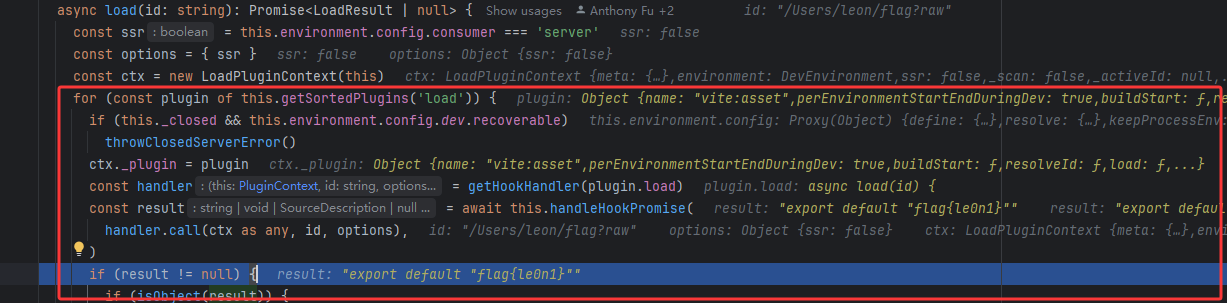 async load(id: string): Promise<LoadResult | null> { Show usages Anthony Fu +2 id: "/Users/leon/flag?raw"
const ssr : boolean = this.environment.config.consumer === 'server' ssr: false
const options = { ssr } ssr: false options: Object {ssr: false}
const ctx = new LoadPluginContext(this) ctx: LoadPluginContext {meta: {…},environment: DevEnvironment,ssr: false,_scan: false,_activeId: null,.
for (const plugin of this.getSortedPlugins('load')) { plugin: Object {name: "vite:asset",perEnvironmentStartEndDuringDev: true,buildStart: ƒ,re
if (this._closed && this.environment.config.dev.recoverable) this.environment.config: Proxy(Object) {define: {…},resolve: {…},keepProcessEnv:
throwClosedServerError()
ctx._plugin = plugin ctx._plugin: Object {name: "vite:asset",perEnvironmentStartEndDuringDev: true,buildStart: ƒ,resolveId: ƒ,load: ƒ,...}
const handler : (this: PluginContext, id: string, options... = getHookHandler(plugin.load) plugin.load: async load(id) {
const result : string | void | SourceDescription | null ... = await this.handleHookPromise( result: "export default "flag{le0n1}"" result: "export defau
handler.call(ctx as any, id, options), id: "/Users/leon/flag?raw" options: Object {ssr: false} ctx: LoadPluginContext {meta: {…},envi
)
if (result != null) { result: "export default "flag{le0n1}""
if (isObject(result)) {